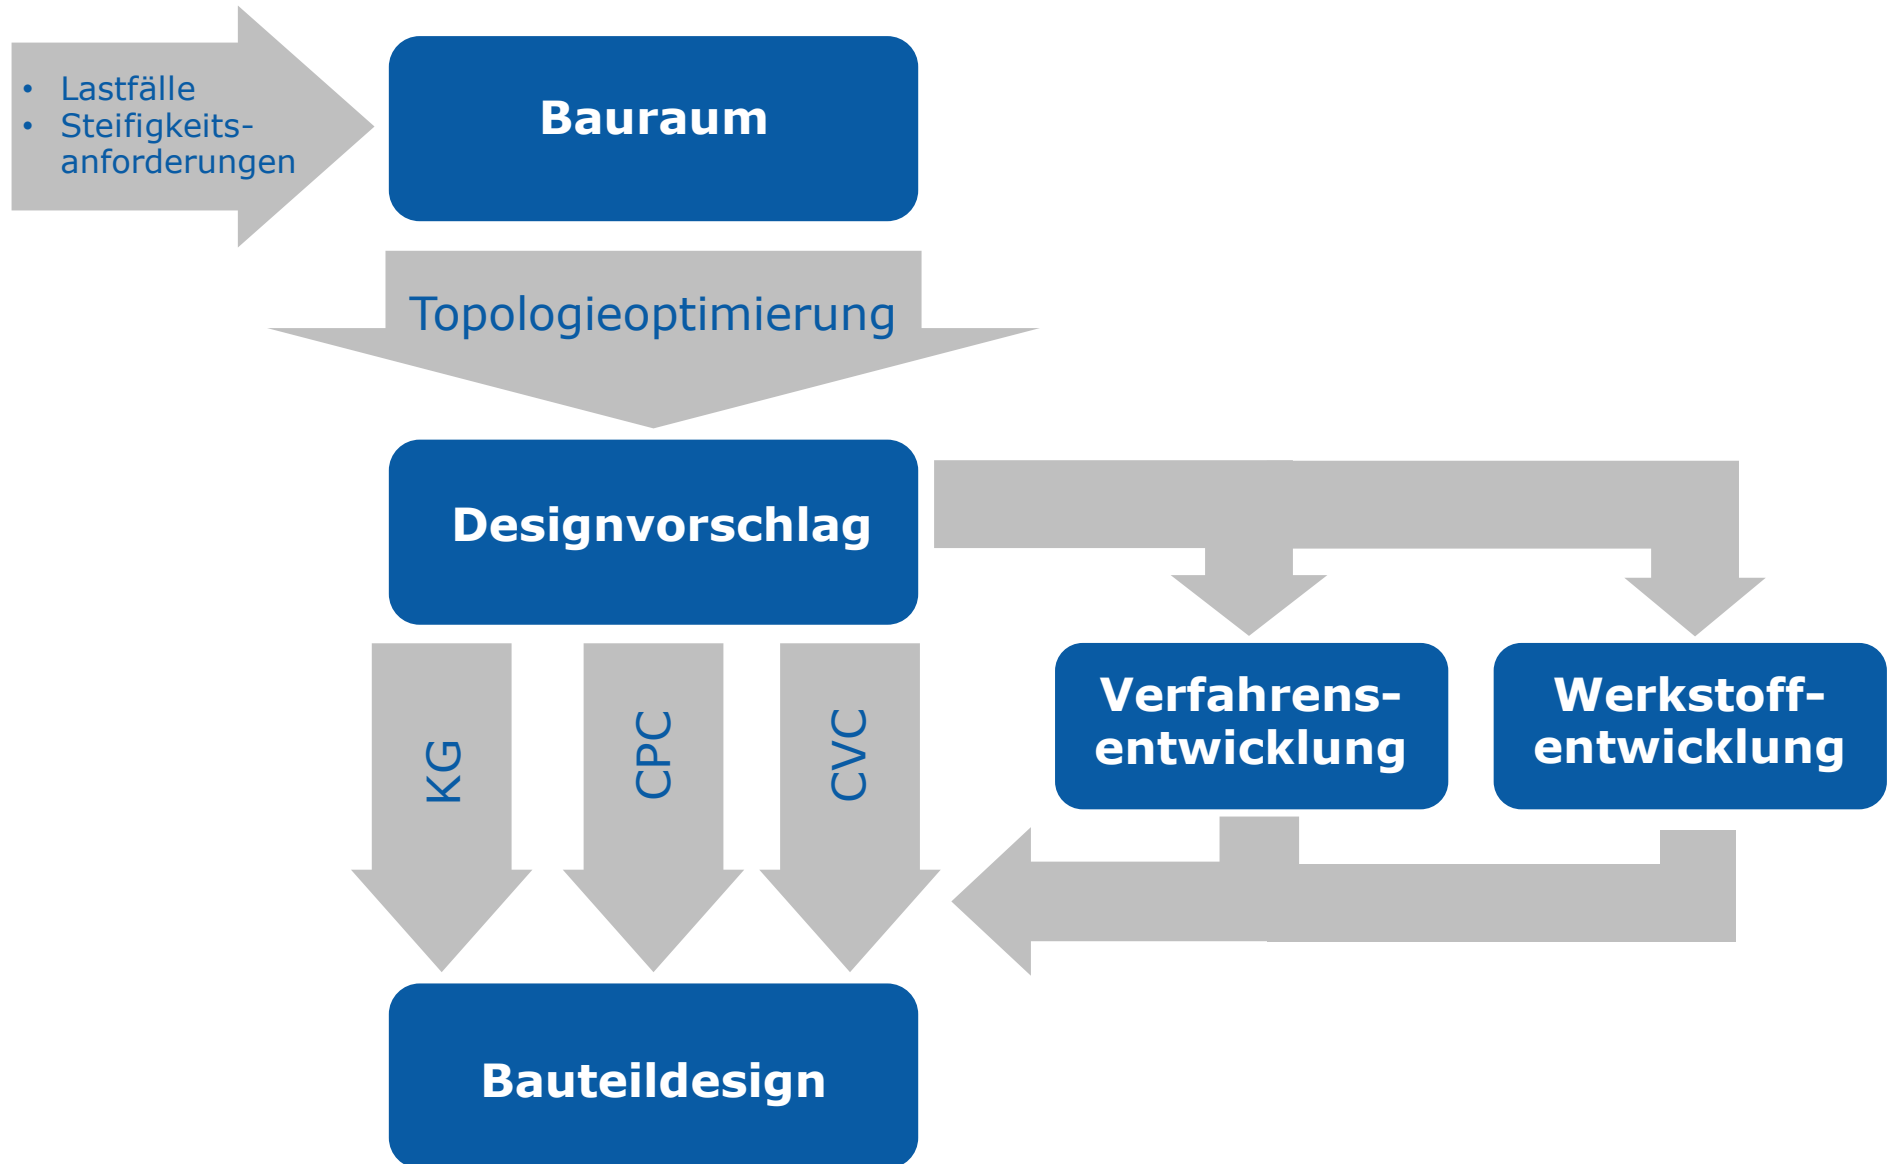 • Lastfälle
• Steifigkeits-
anforderungen
Bauraum
Topologieoptimierung
Designvorschlag
KG
CPC
CVC
Verfahrens-
entwicklung
Werkstoff-
entwicklung
Bauteildesign